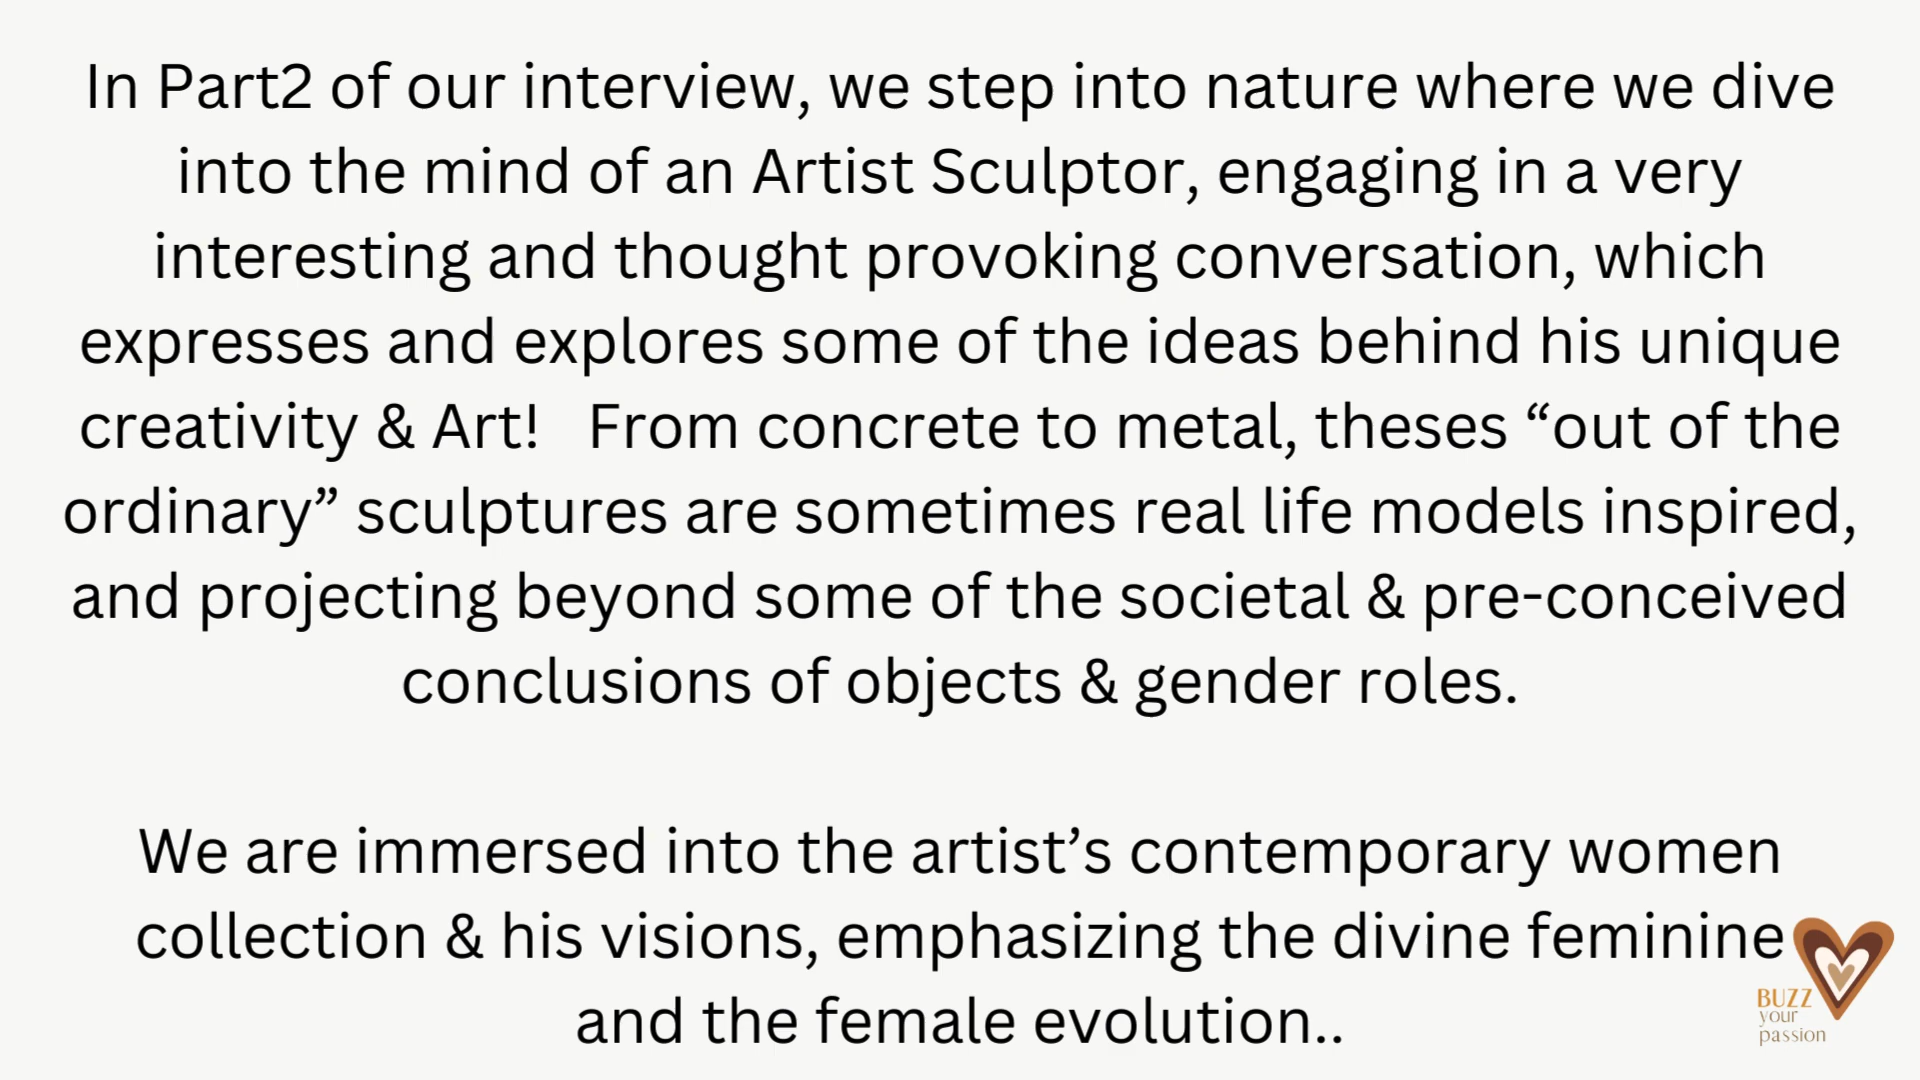 In Part2 of our interview, we step into nature where we dive
into the mind of an Artist Sculptor, engaging in a very
interesting and thought provoking conversation, which
expresses and explores some of the ideas behind his unique
creativity & Art!   From concrete to metal, theses “out of the
ordinary” sculptures are sometimes real life models inspired,
and projecting beyond some of the societal & pre-conceived
conclusions of objects & gender roles.
We are immersed into the artist’s contemporary women
collection & his visions, emphasizing the divine feminine
and the female evolution..
BUZZ
your
passion